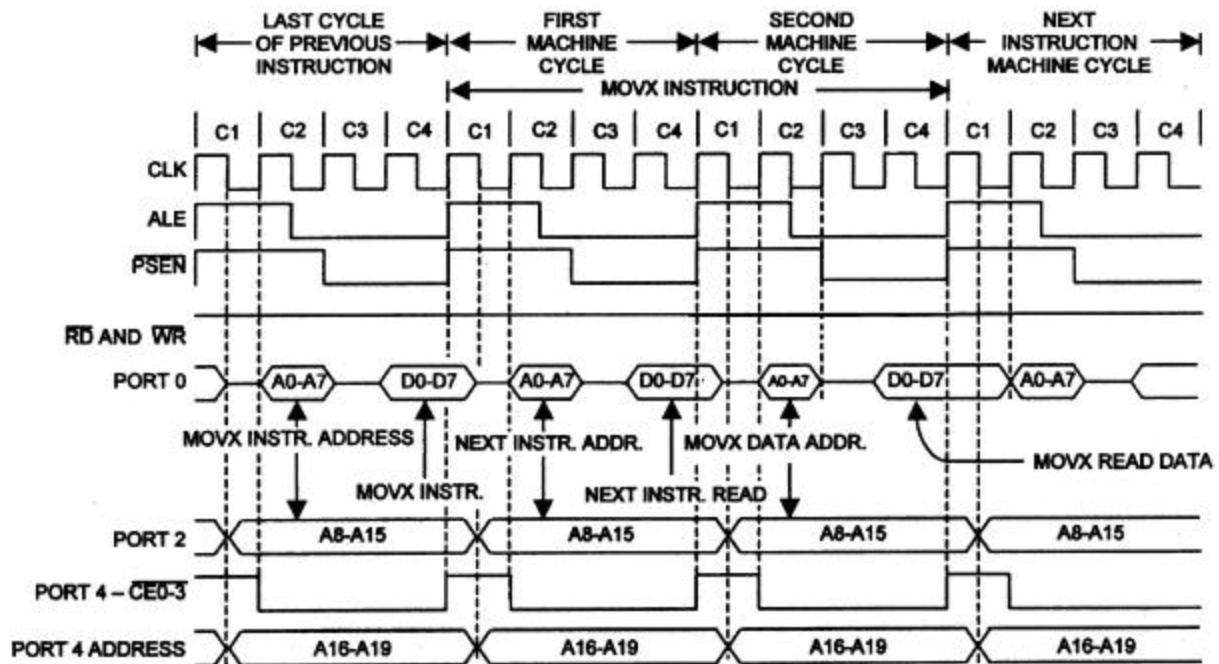 LAST CYCLE
OF PREVIOUS
INSTRUCTION
FIRST
MACHINE
CYCLE
SECOND
MACHINE
CYCLE
NEXT
INSTRUCTION
MACHINE CYCLE
MOVX INSTRUCTION
C1 C2 C3 C4 C1 C2 C3 C4 C1 C2 C3 C4 C1 C2 C3 C4
CLK
ALE
PSEN
RD AND WR
PORT 0 A0-A7 D0-D7 A0-A7 D0-D7 A0-A7 D0-D7 A0-A7
MOVX INSTR. ADDRESS NEXT INSTR. ADDR. MOVX DATA ADDR.
MOVX READ DATA
MOVX INSTR. NEXT INSTR. READ
PORT 2 A8-A15 A8-A15 A8-A15 A8-A15
PORT 4 – CE0-3
PORT 4 ADDRESS A16-A19 A16-A19 A16-A19 A16-A19